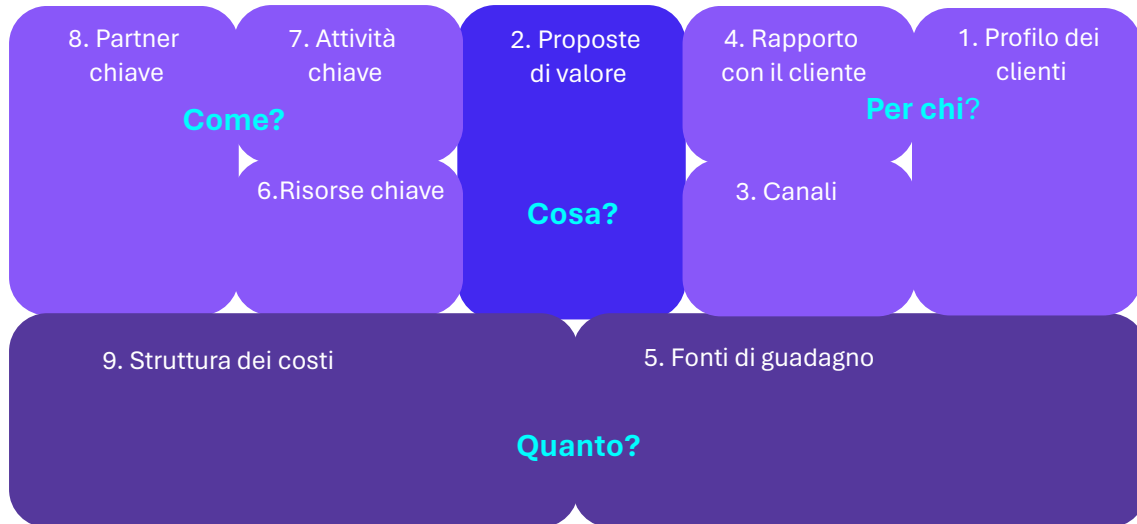 8. Partner
chiave
7. Attività
chiave
2. Proposte
di valore
4. Rapporto
con il cliente
1. Profilo dei
clienti
Come?
Per chi?
6.Risorse chiave
3. Canali
Cosa?
9. Struttura dei costi
5. Fonti di guadagno
Quanto?